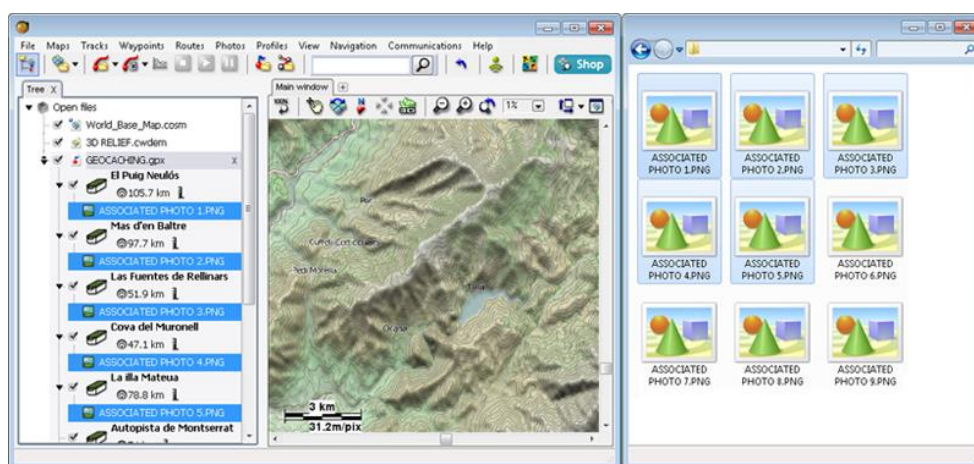 File Maps Tracks Waypoints Routes Photos Profiles View Navigation Communications Help
Shop
Tree X
Open files
World_Base_Map.cosm
3D RELIEF.cwdem
GEOCACHING.gpx x
El Puig Neulós
105.7 km
ASSOCIATED PHOTO 1.PNG
Mas d'en Baltre
97.7 km
ASSOCIATED PHOTO 2.PNG
Las Fuentes de Rellinars
51.9 km
ASSOCIATED PHOTO 3.PNG
Cova del Muronell
47.1 km
ASSOCIATED PHOTO 4.PNG
La illa Mateua
78.8 km
ASSOCIATED PHOTO 5.PNG
Autopista de Montserrat
Main window
100%
1%
3 km
31.2m/pix
ASSOCIATED PHOTO 1.PNG
ASSOCIATED PHOTO 2.PNG
ASSOCIATED PHOTO 3.PNG
ASSOCIATED PHOTO 4.PNG
ASSOCIATED PHOTO 5.PNG
ASSOCIATED PHOTO 6.PNG
ASSOCIATED PHOTO 7.PNG
ASSOCIATED PHOTO 8.PNG
ASSOCIATED PHOTO 9.PNG